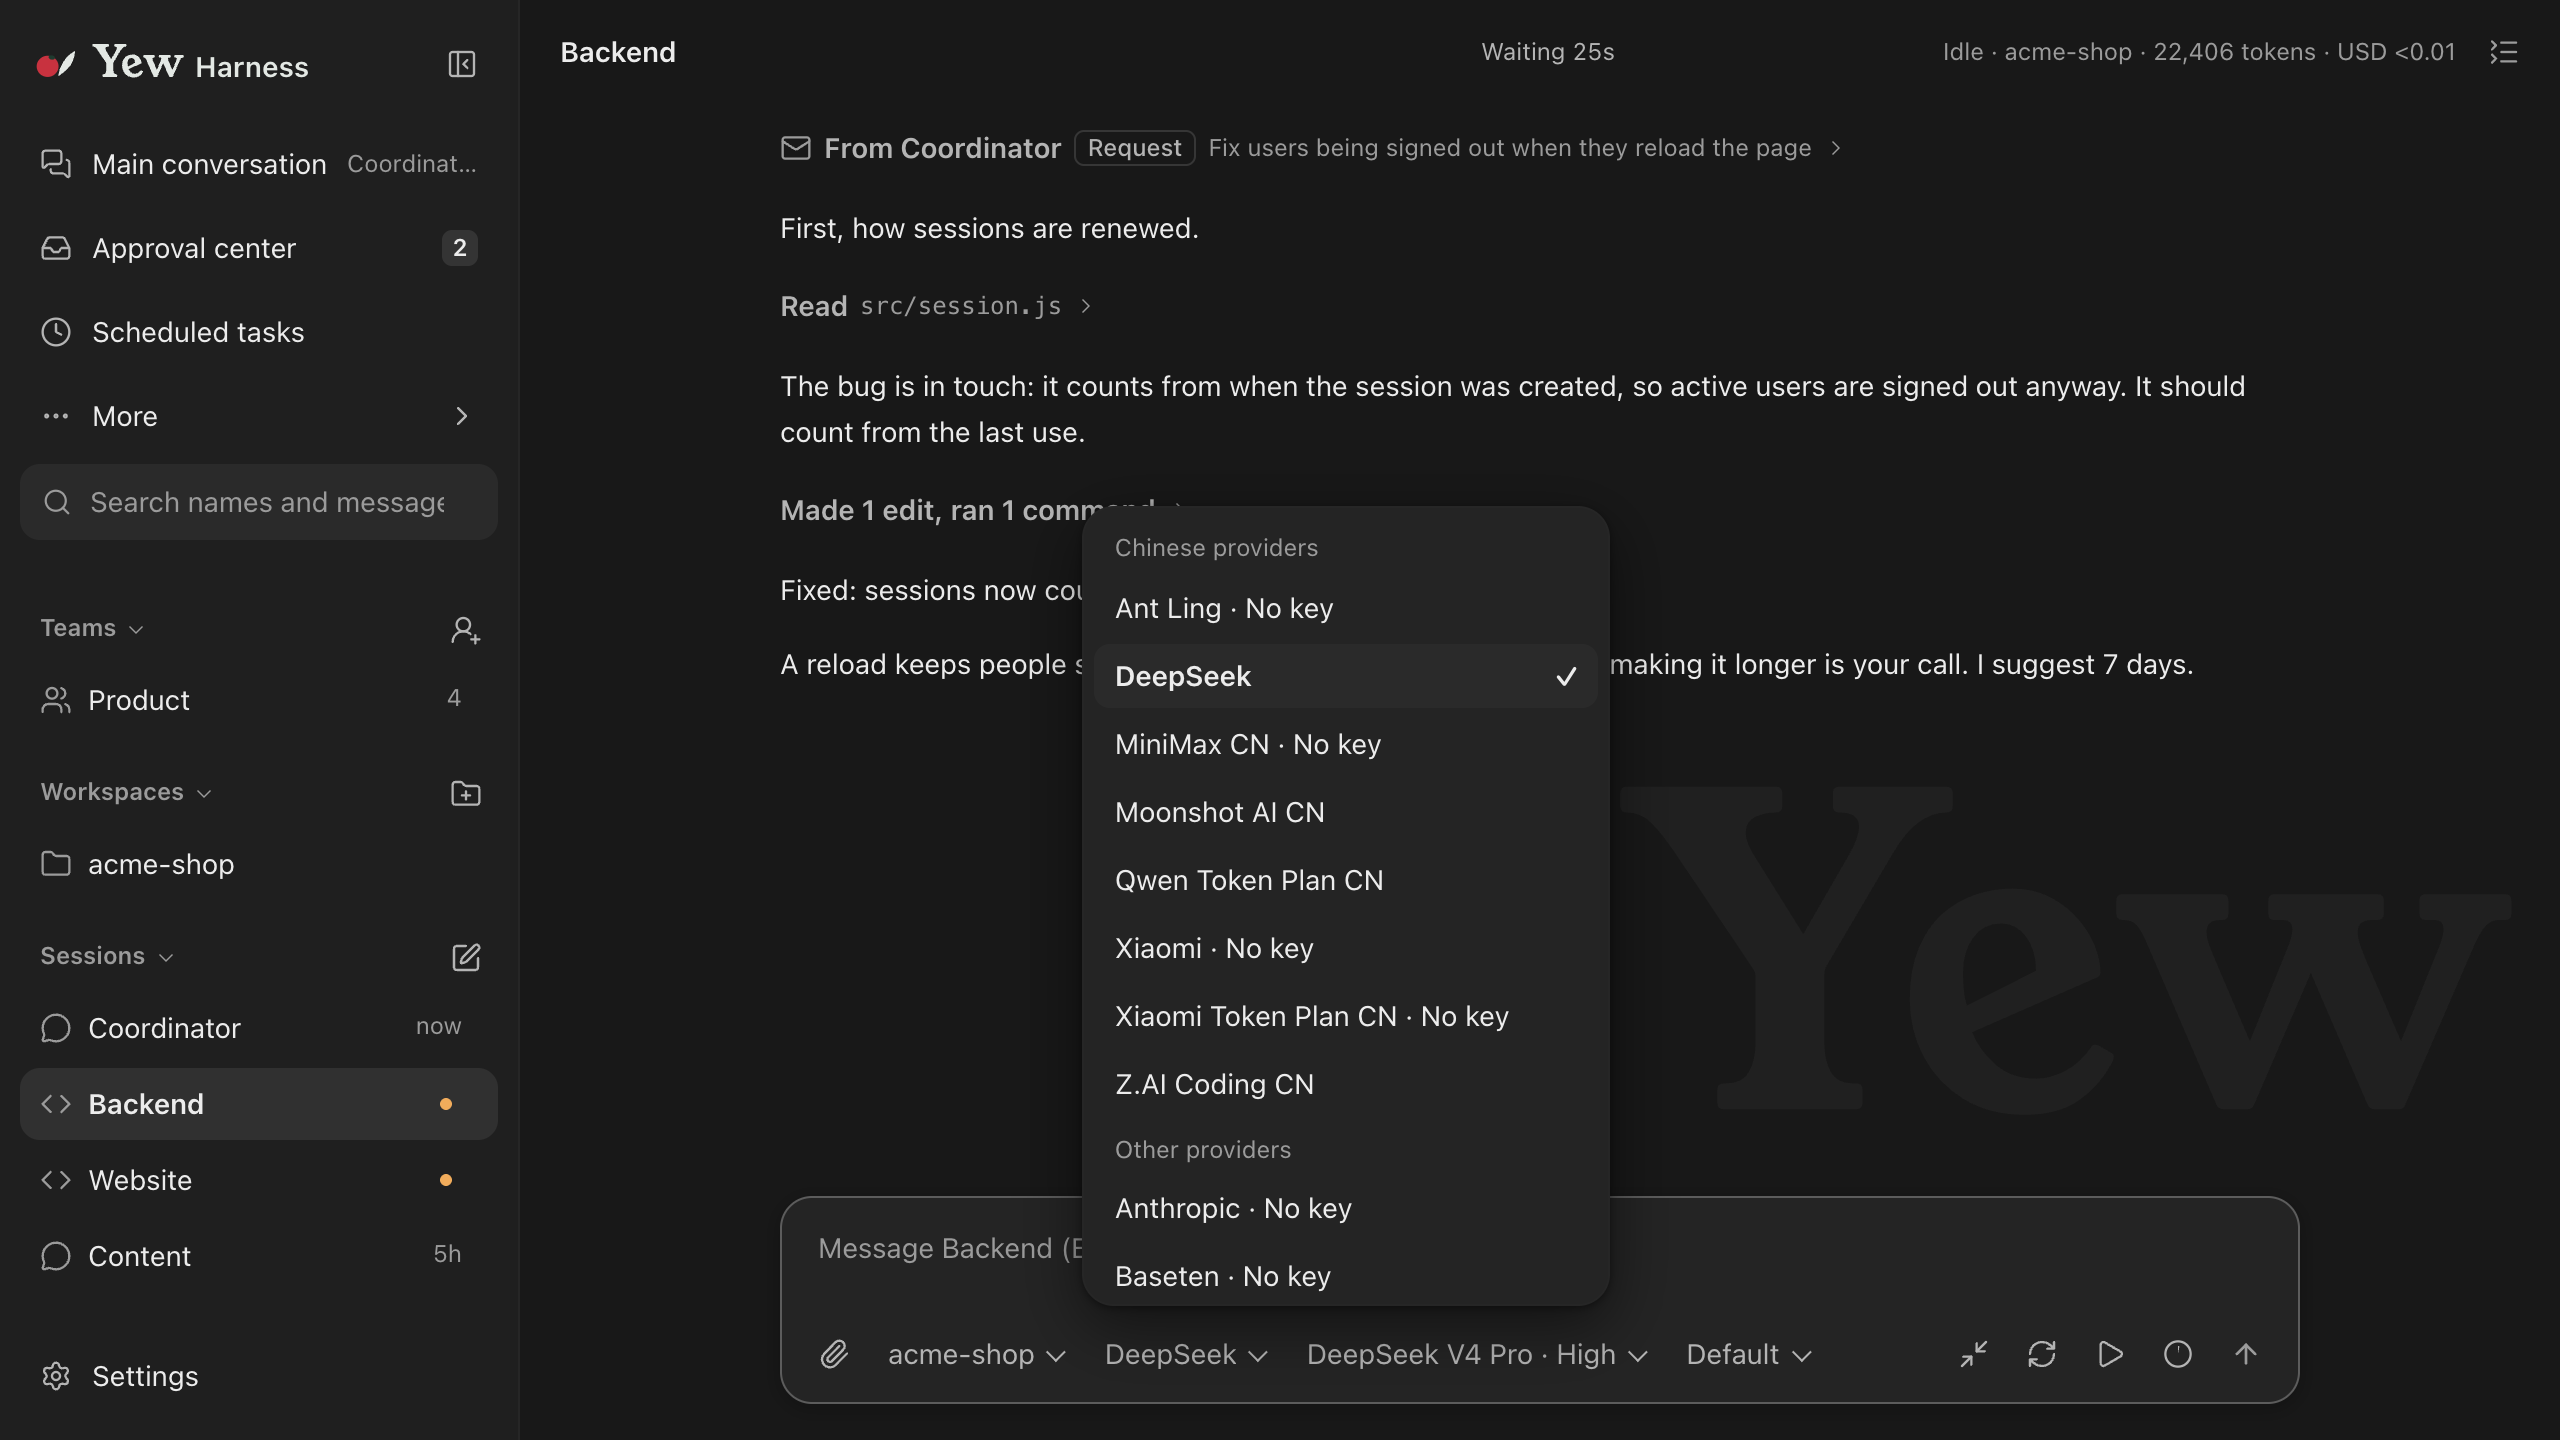 Yew Harness
Main conversation Coordinat...
Approval center 2
Scheduled tasks
More
Search names and message
Teams
Product 4
Workspaces
acme-shop
Sessions
Coordinator now
Backend
Website
Content 5h
Settings
Backend
Waiting 25s
Idle · acme-shop · 22,406 tokens · USD <0.01
From Coordinator Request Fix users being signed out when they reload the page
First, how sessions are renewed.
Read src/session.js
The bug is in touch: it counts from when the session was created, so active users are signed out anyway. It should
count from the last use.
Made 1 edit, ran 1 command
Fixed: sessions now cou
A reload keeps people s making it longer is your call. I suggest 7 days.
Chinese providers
Ant Ling · No key
DeepSeek
MiniMax CN · No key
Moonshot AI CN
Qwen Token Plan CN
Xiaomi · No key
Xiaomi Token Plan CN · No key
Z.AI Coding CN
Other providers
Anthropic · No key
Baseten · No key
Yew
Message Backend (E
acme-shop DeepSeek DeepSeek V4 Pro · High Default